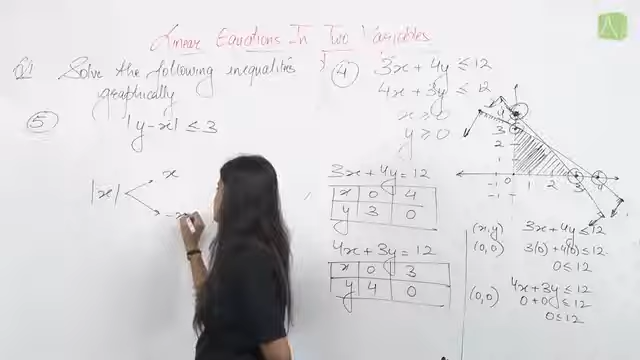 Linear Equations In Two Variables
Q1 Solve the following inequalities
graphically
⑤ |y-x| ≤ 3
|x|
x
-x
④ 3x + 4y ≤ 12
4x + 3y ≤ 12
x ≥ 0
y ≥ 0
3x + 4y = 12
x 0 4
y 3 0
4x + 3y = 12
x 0 3
y 4 0
4
3
2
1
-1 0 1 2 3 4
-1
(x,y) 3x + 4y ≤ 12
(0,0) 3(0) + 4(0) ≤ 12
0 ≤ 12
4x + 3y ≤ 12
(0,0) 0 + 0 ≤ 12
0 ≤ 12